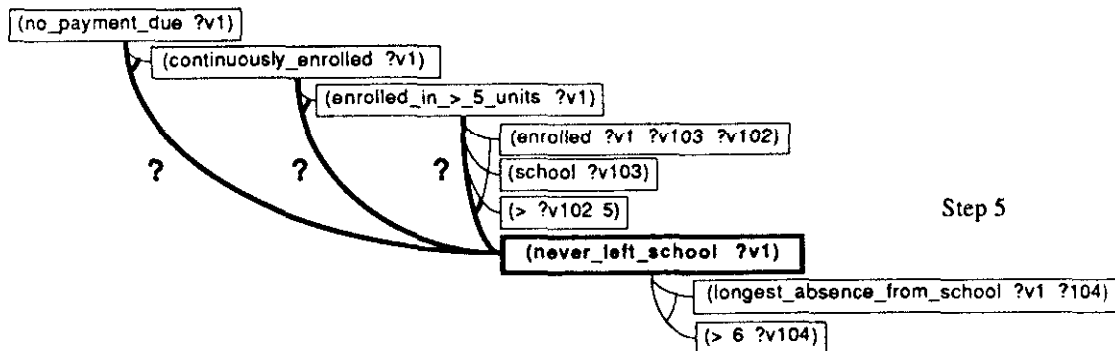 (no_payment_due ?v1)
(continuously_enrolled ?v1)
(enrolled_in_>_5_units ?v1)
(enrolled ?v1 ?v103 ?v102)
? ? ?
(school ?v103)
(> ?v102 5)
Step 5
(never_left_school ?v1)
(longest_absence_from_school ?v1 ?104)
(> 6 ?v104)